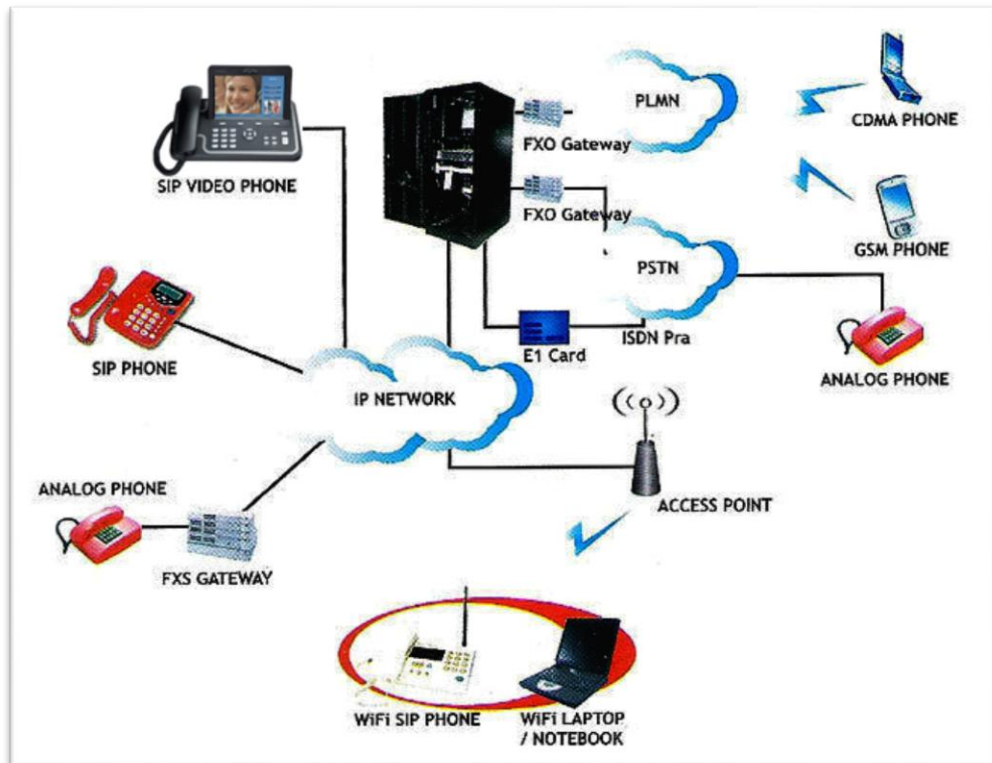 PLMN
CDMA PHONE
FXO Gateway
SIP VIDEO PHONE
FXO Gateway
GSM PHONE
PSTN
ISDN Pra
E1 Card
SIP PHONE
ANALOG PHONE
IP NETWORK
ANALOG PHONE
ACCESS POINT
FXS GATEWAY
WiFi SIP PHONE
WiFi LAPTOP
/ NOTEBOOK